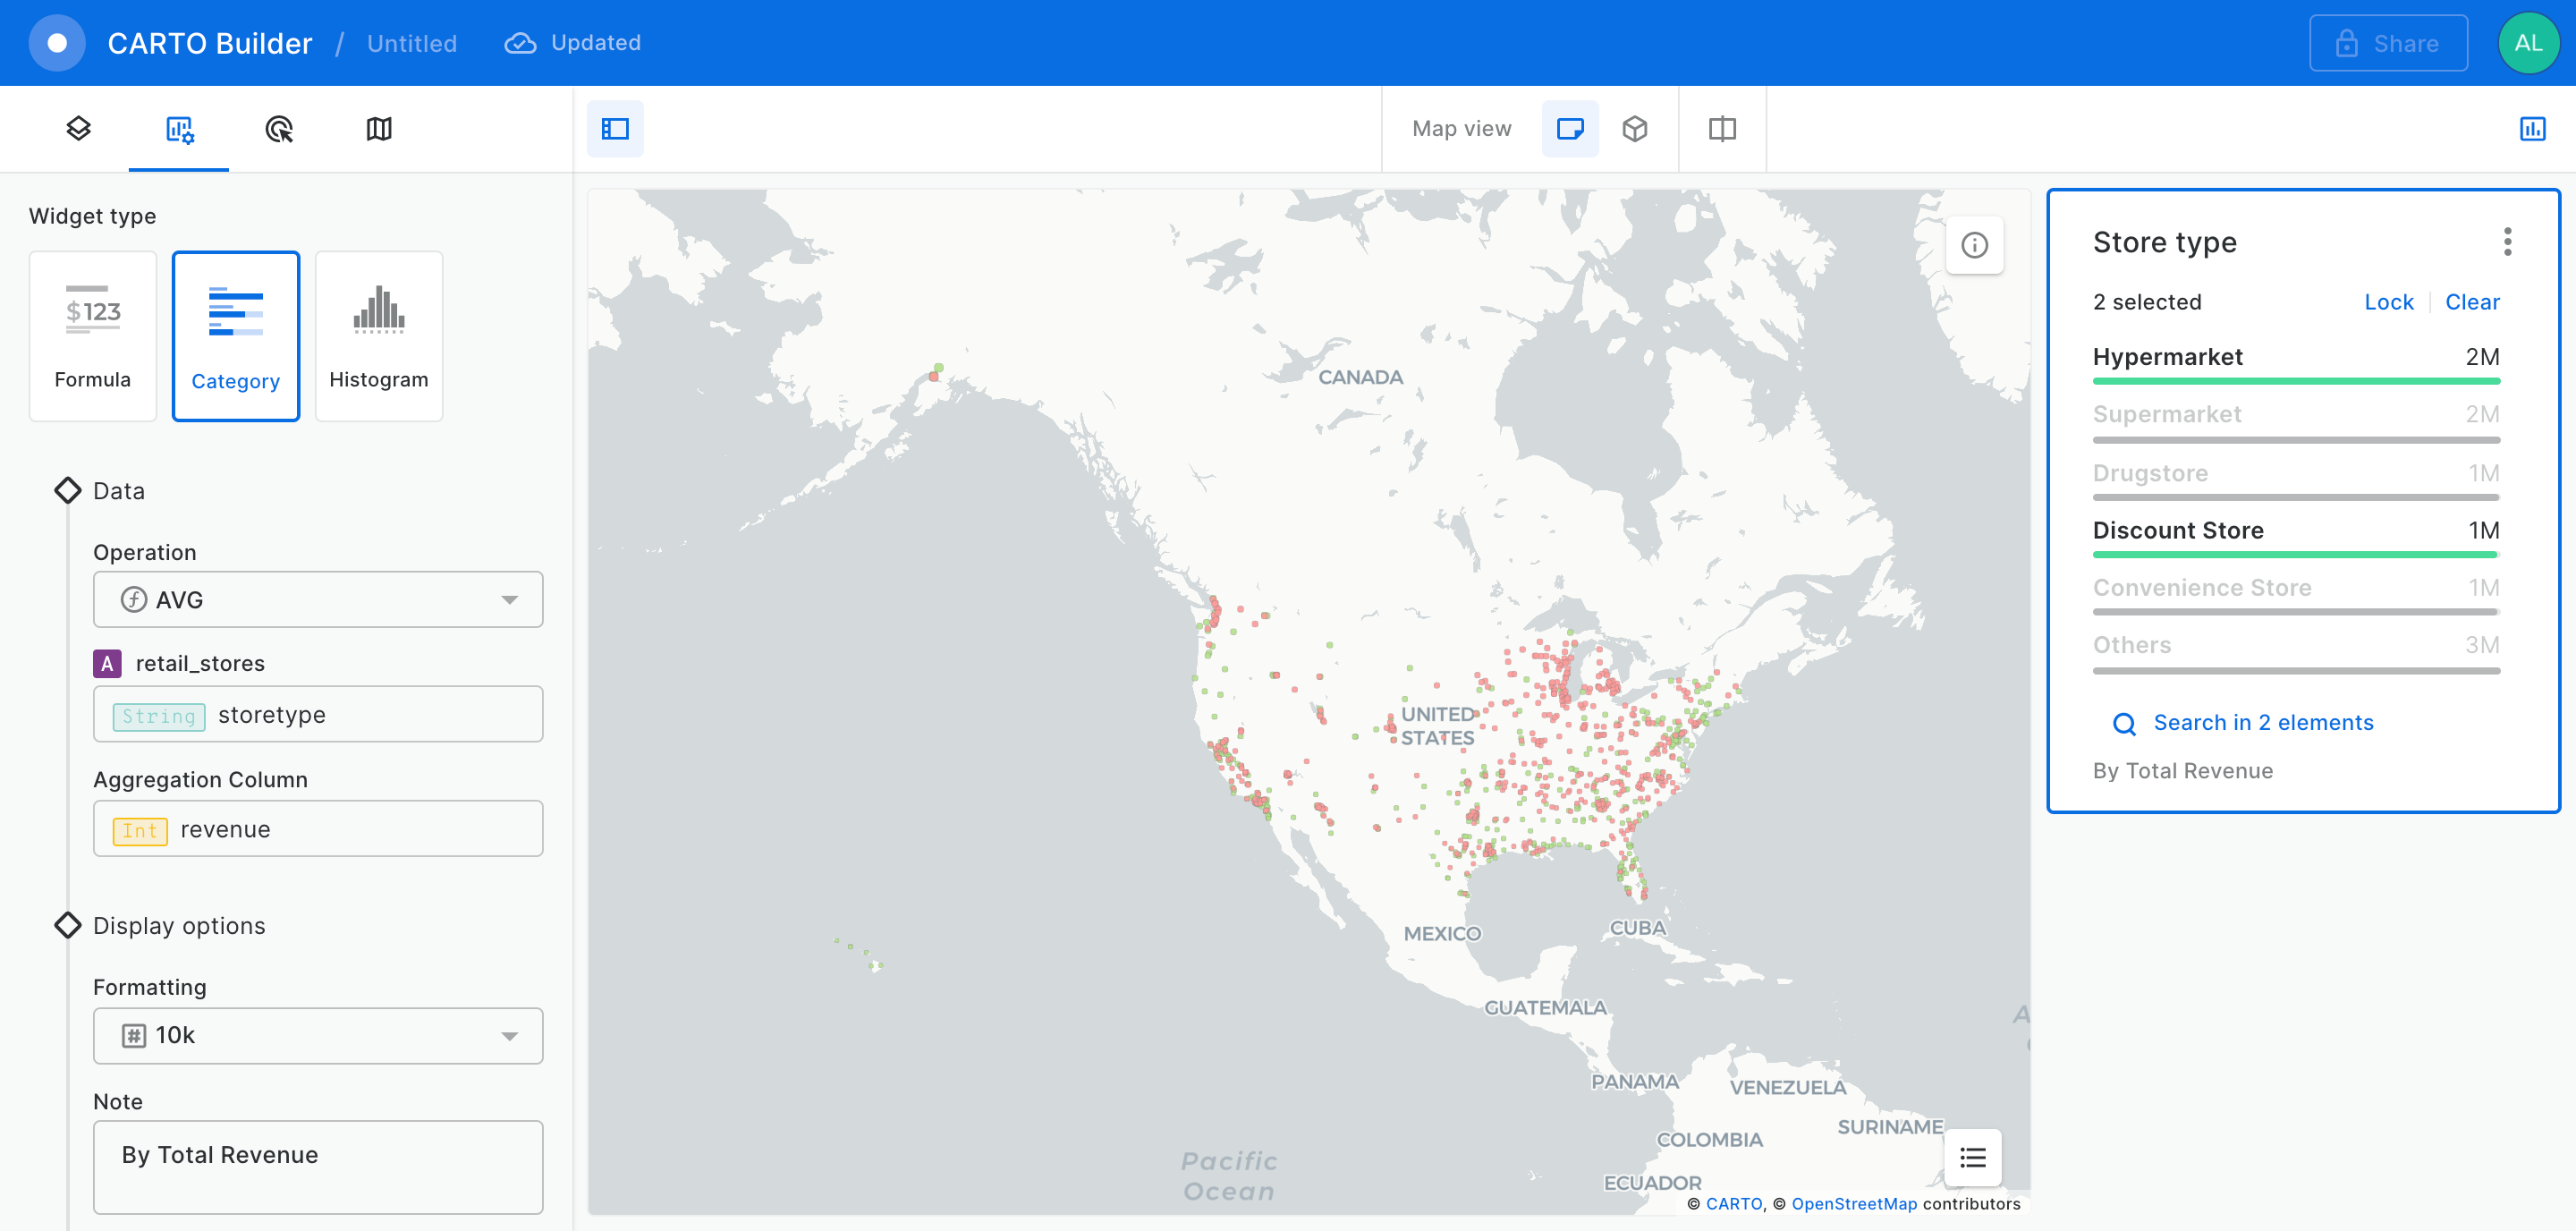 CARTO Builder / Untitled Updated Share AL
Map view
Widget type
$123
Formula Category Histogram
Data
Operation
AVG
A retail_stores
String storetype
Aggregation Column
Int revenue
Display options
Formatting
10k
Note
By Total Revenue
CANADA
UNITED
STATES
MEXICO
CUBA
GUATEMALA
PANAMA
VENEZUELA
SURINAME
COLOMBIA
ECUADOR
Pacific
Ocean
A
© CARTO, © OpenStreetMap contributors
Store type
2 selected Lock Clear
Hypermarket 2M
Supermarket 2M
Drugstore 1M
Discount Store 1M
Convenience Store 1M
Others 3M
Search in 2 elements
By Total Revenue